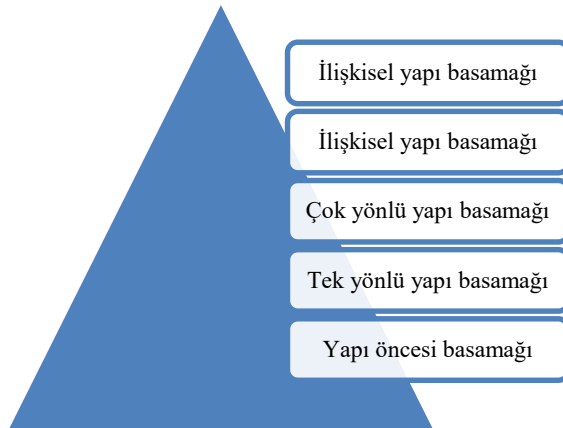 İlişkisel yapı basamağı
İlişkisel yapı basamağı
Çok yönlü yapı basamağı
Tek yönlü yapı basamağı
Yapı öncesi basamağı